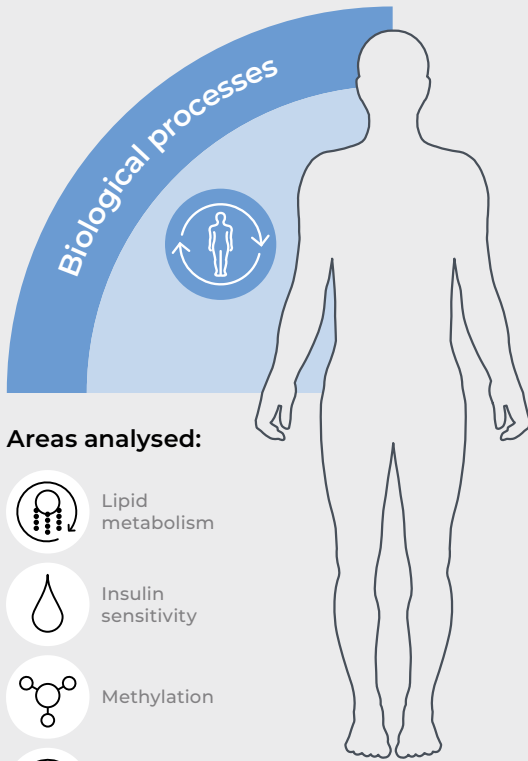 Biological processes
Areas analysed:
Lipid
metabolism
Insulin
sensitivity
Methylation